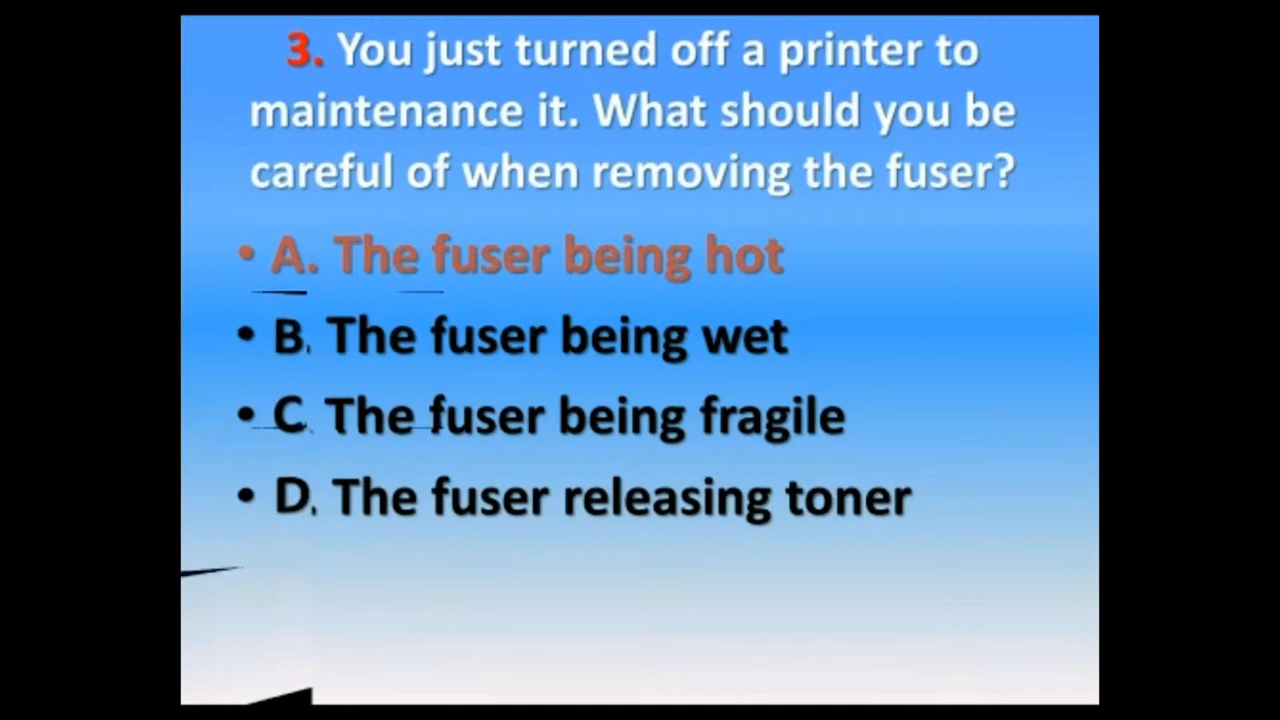 3. You just turned off a printer to
maintenance it. What should you be
careful of when removing the fuser?
• A. The fuser being hot
• B. The fuser being wet
• C. The fuser being fragile
• D. The fuser releasing toner